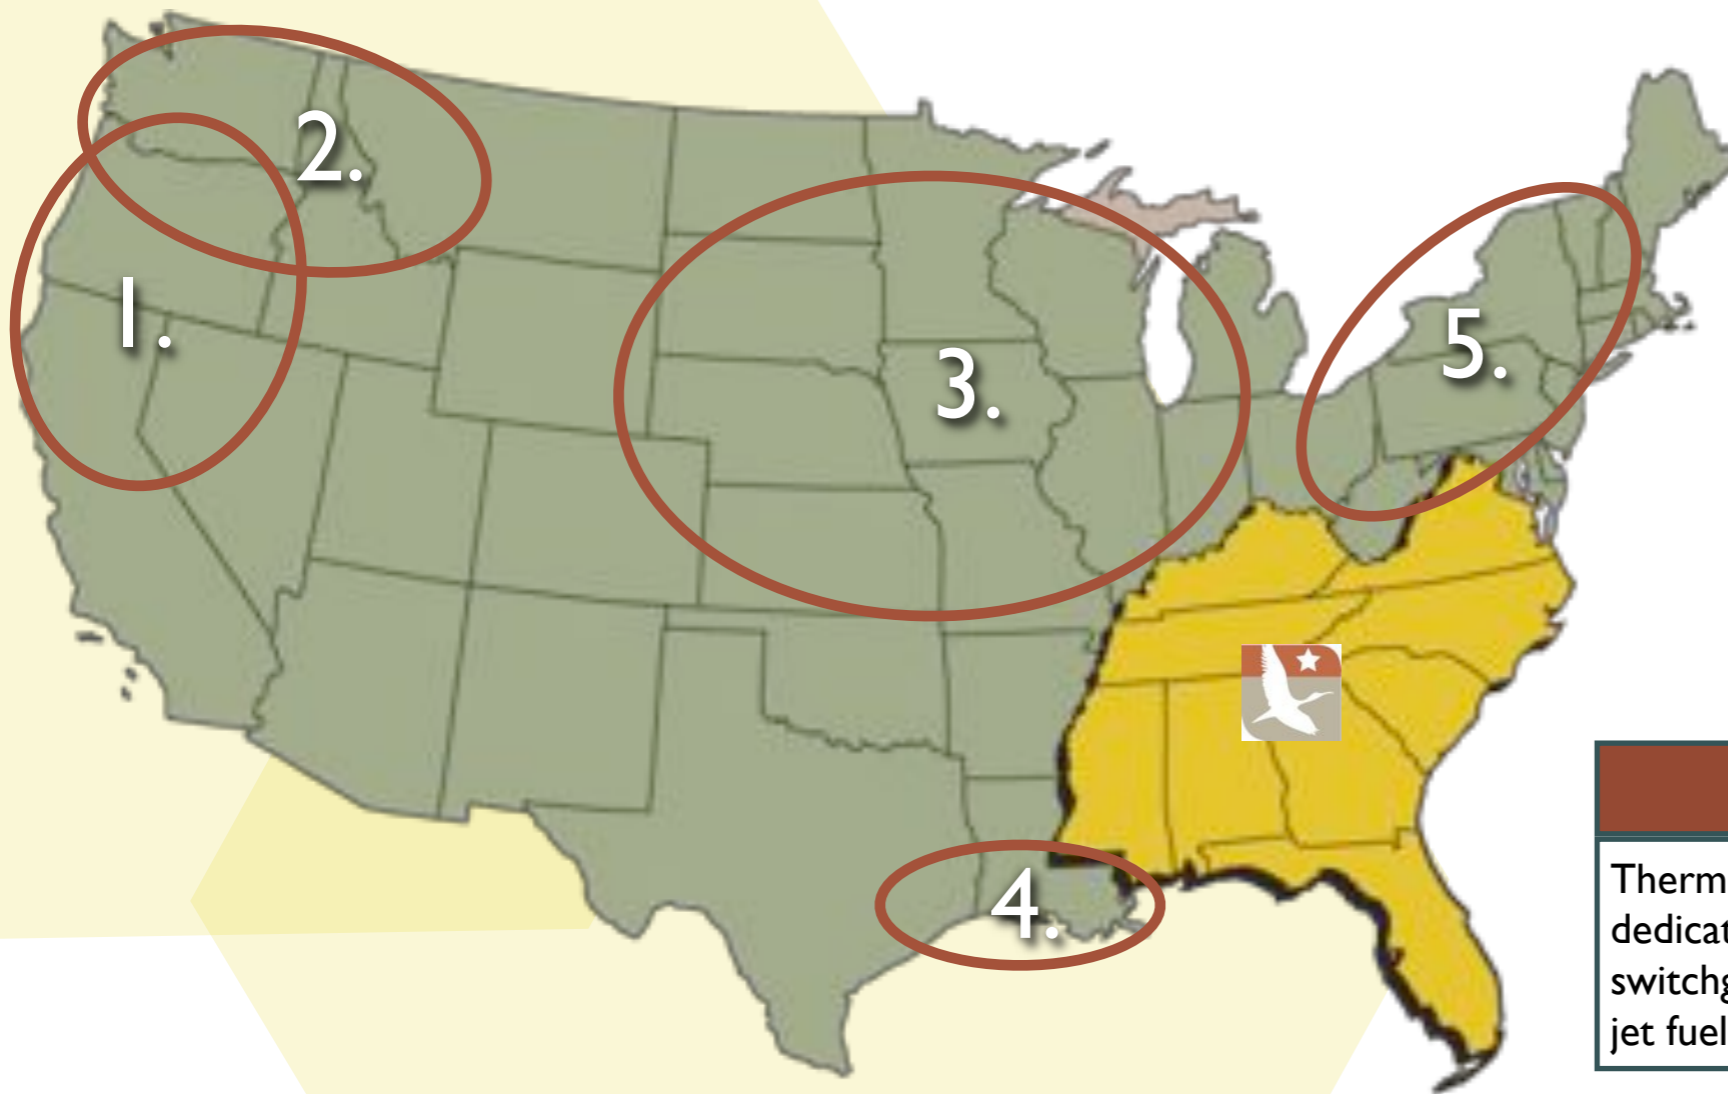 2.
1.
3.
5.
4.
dedicat
switchg
jet fuel
Therm